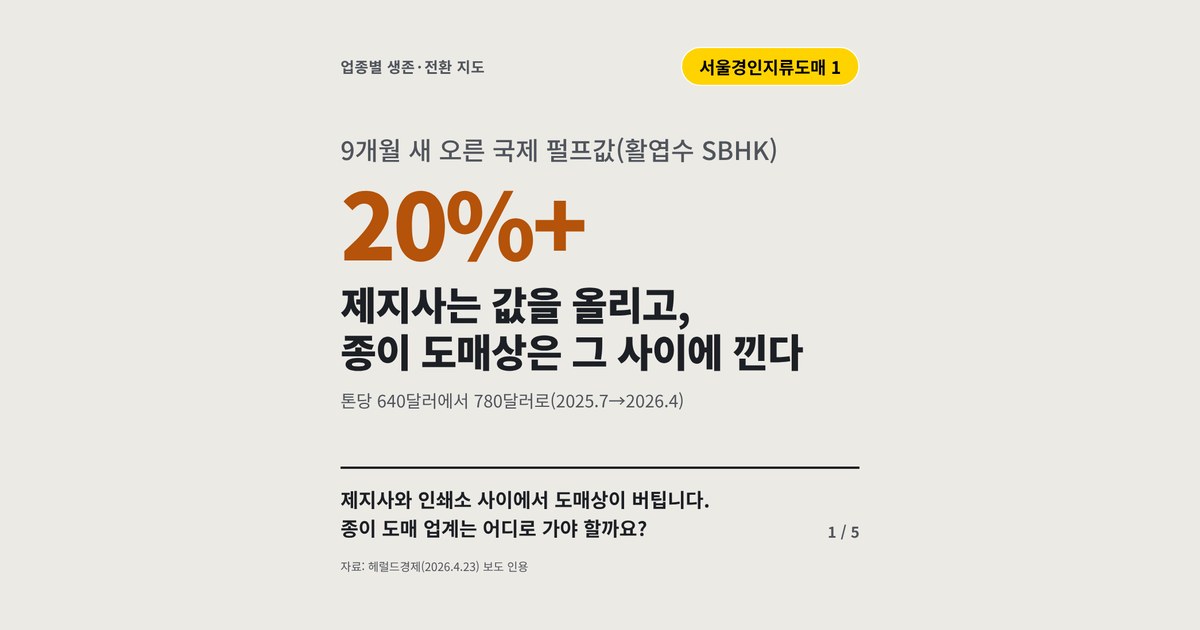 업종별 생존·전환 지도
서울경인지류도매 1
9개월 새 오른 국제 펄프값(활엽수 SBHK)
20%+
제지사는 값을 올리고,
종이 도매상은 그 사이에 낀다
톤당 640달러에서 780달러로(2025.7→2026.4)
제지사와 인쇄소 사이에서 도매상이 버팁니다.
종이 도매 업계는 어디로 가야 할까요?
1 / 5
자료: 헤럴드경제(2026.4.23) 보도 인용